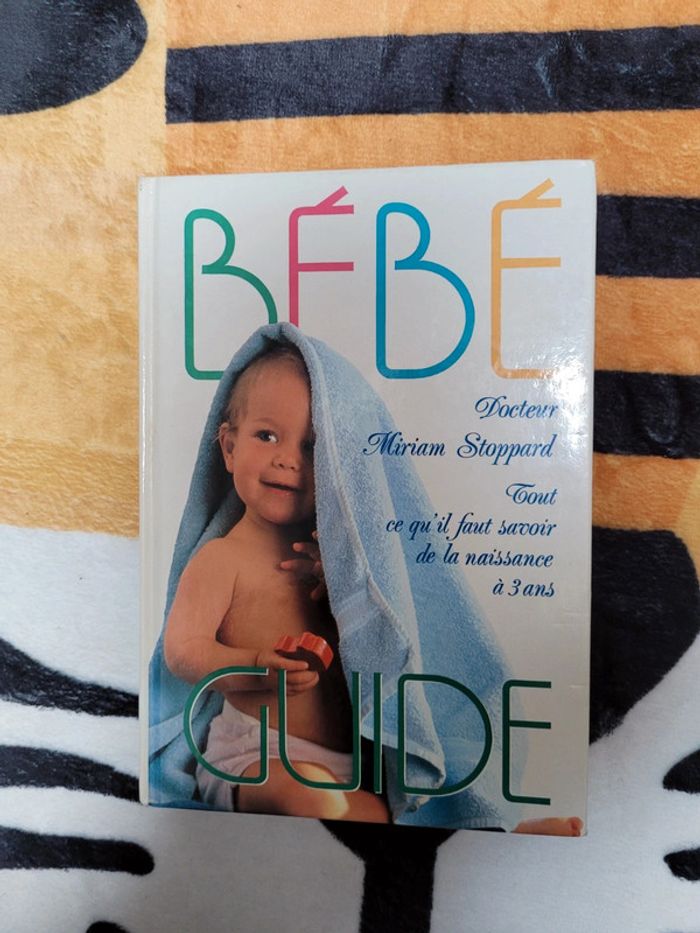 BÉBÉ
Docteur
Miriam Stoppard
Tout
ce qu'il faut savoir
de la naissance
à 3 ans
GUIDE